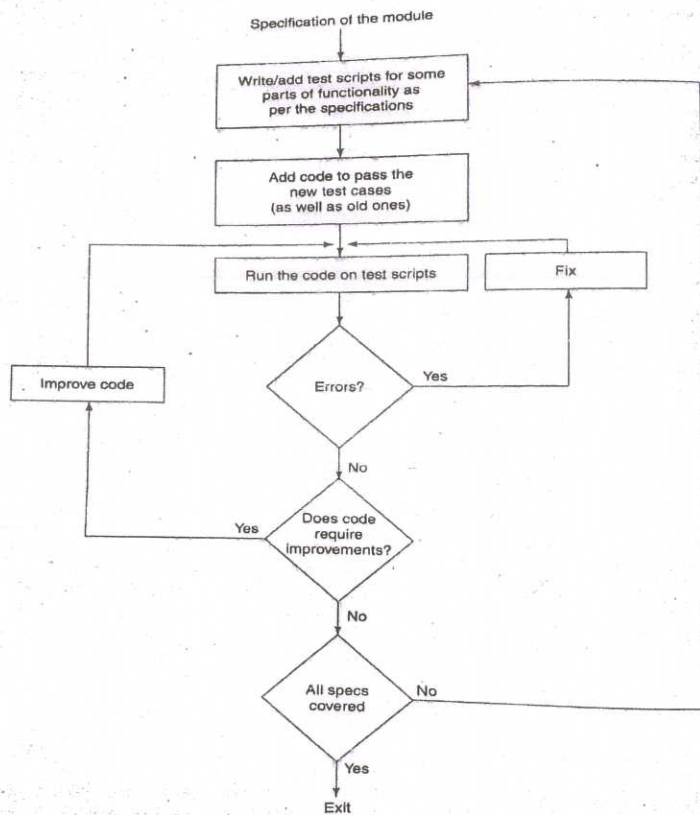 Specification of the module
Write/add test scripts for some
parts of functionality as
per the specifications
Add code to pass the
new test cases
(as well as old ones)
Run the code on test scripts
Fix
Improve code
Errors?
Yes
No
Does code
require
improvements?
Yes
No
All specs
covered
No
Yes
Exit